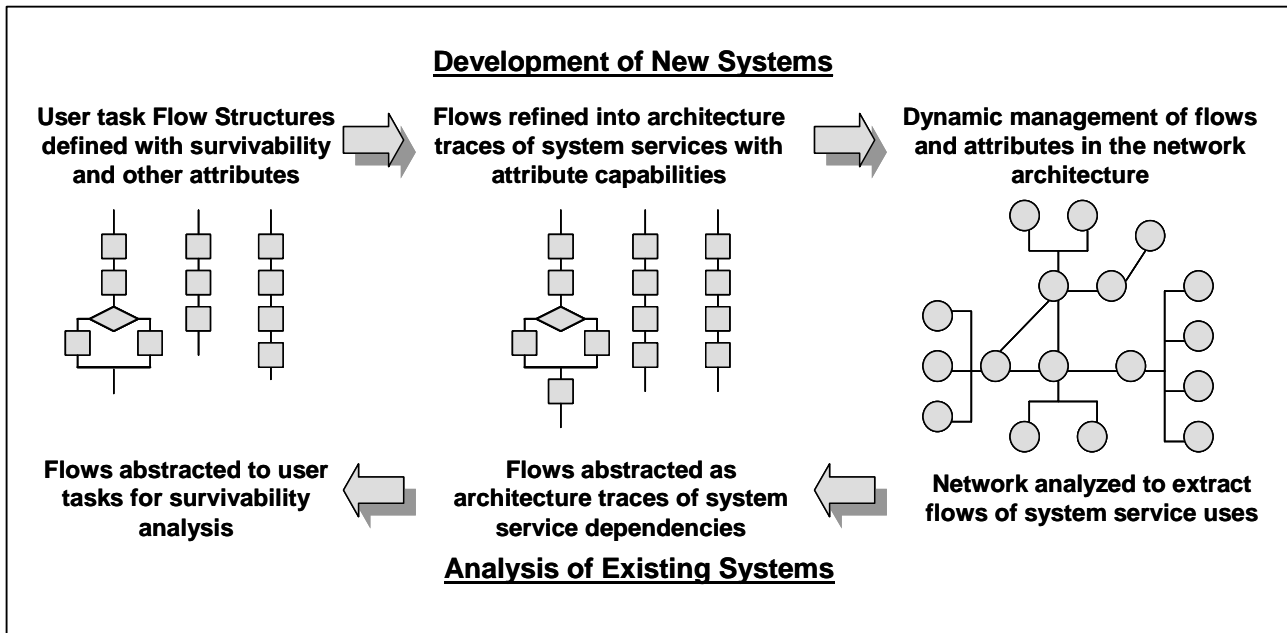 Development of New Systems
User task Flow Structures
defined with survivability
and other attributes
Flows refined into architecture
traces of system services with
attribute capabilities
Dynamic management of flows
and attributes in the network
architecture
Flows abstracted to user
tasks for survivability
analysis
Flows abstracted as
architecture traces of system
service dependencies
Network analyzed to extract
flows of system service uses
Analysis of Existing Systems